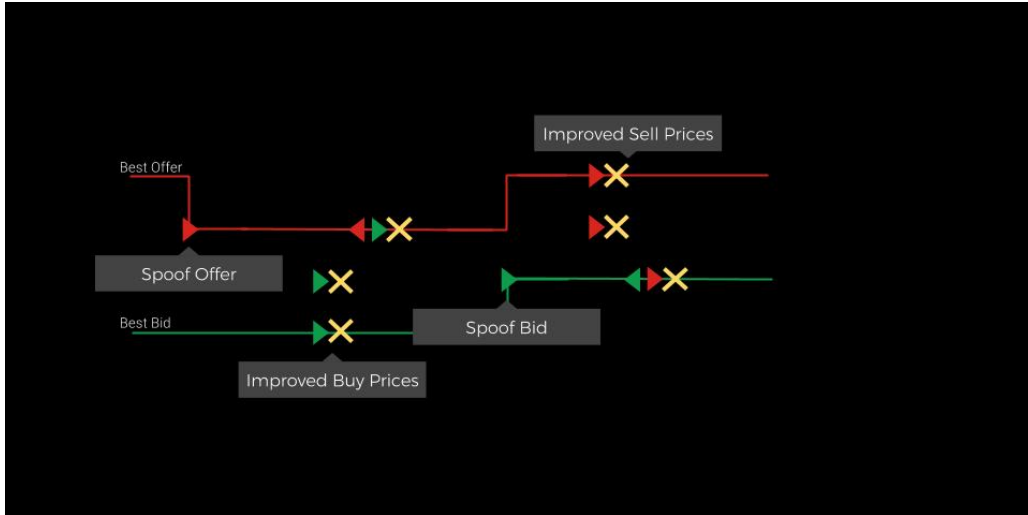 Improved Sell Prices
Best Offer
Spoof Offer
Best Bid
Spoof Bid
Improved Buy Prices